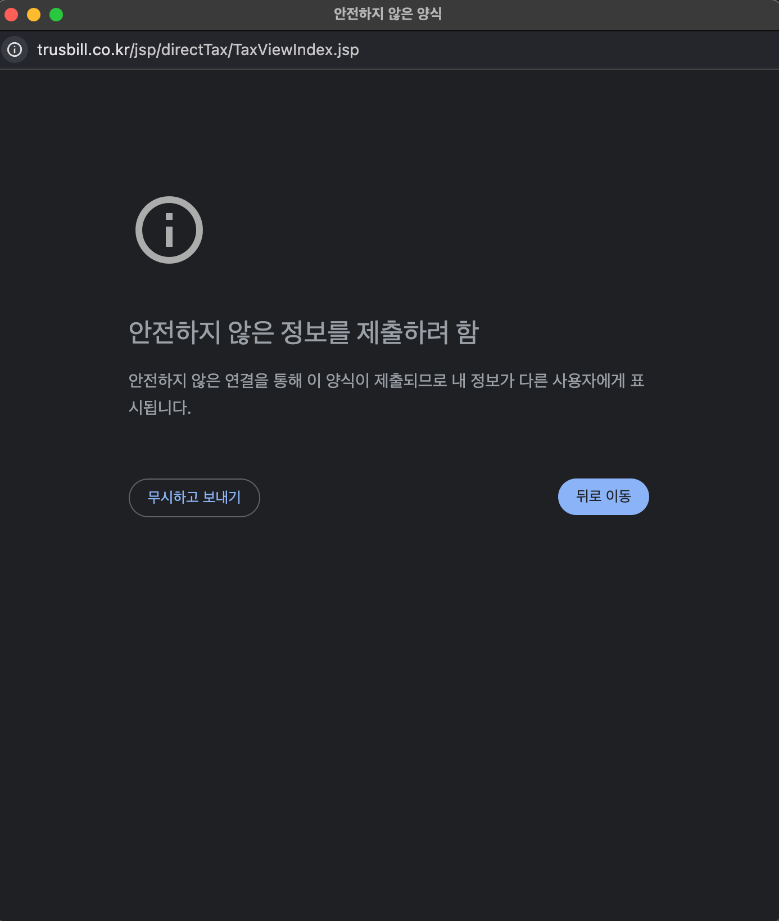 안전하지 않은 양식
trusbill.co.kr/jsp/directTax/TaxViewIndex.jsp
안전하지 않은 정보를 제출하려 함
안전하지 않은 연결을 통해 이 양식이 제출되므로 내 정보가 다른 사용자에게 표
시됩니다.
무시하고 보내기
뒤로 이동